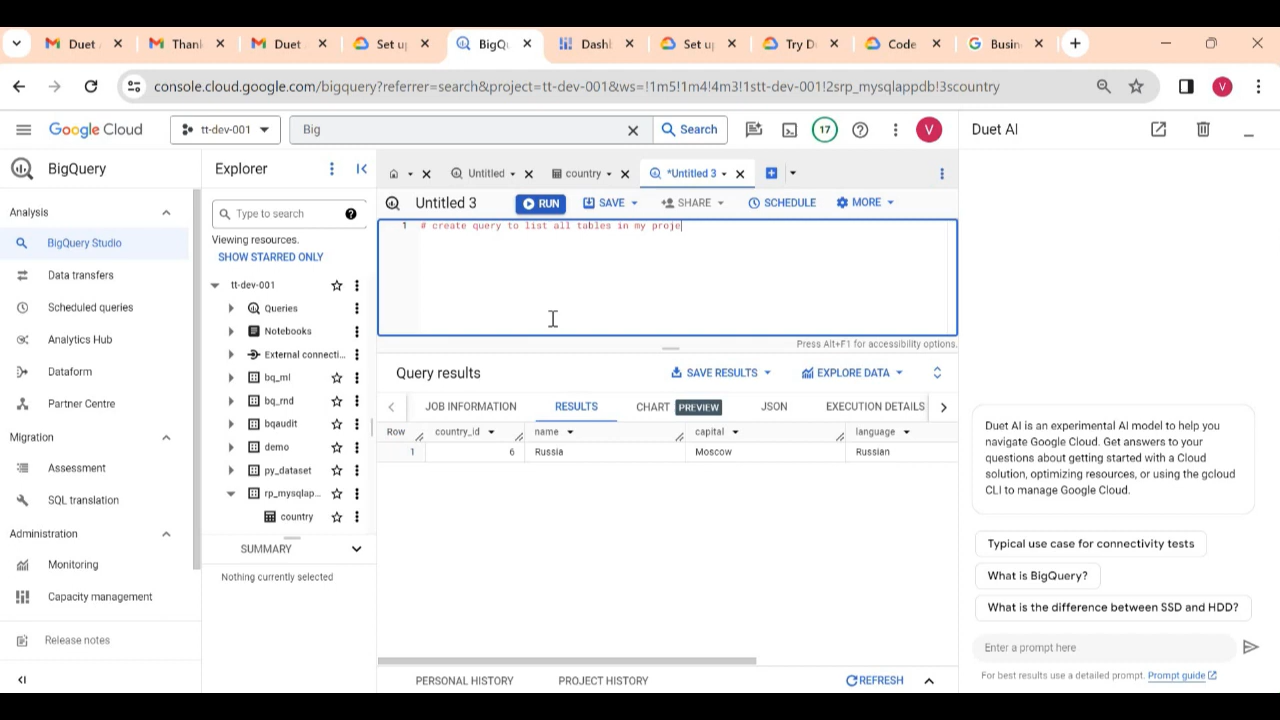 Duet
Thank
Duet
Set up
BigQu
Dashl
Set up
Try D
Code
Busin
console.cloud.google.com/bigquery?referrer=search&project=tt-dev-001&ws=!1m5!1m4!4m3!1stt-dev-001!2srp_mysqlappdb!3scountry
V
Google Cloud
tt-dev-001
Big
Search
17
V
BigQuery
Analysis
BigQuery Studio
Data transfers
Scheduled queries
Analytics Hub
Dataform
Partner Centre
Migration
Assessment
SQL translation
Administration
Monitoring
Capacity management
Release notes
Explorer
Type to search
Viewing resources.
SHOW STARRED ONLY
tt-dev-001
Queries
Notebooks
External connecti...
bq_ml
bq_rnd
bqaudit
demo
py_dataset
rp_mysqlap...
country
SUMMARY
Nothing currently selected
Untitled
country
*Untitled 3
Untitled 3
RUN
SAVE
SHARE
SCHEDULE
MORE
1 # create query to list all tables in my proje
Press Alt+F1 for accessibility options.
Query results
SAVE RESULTS
EXPLORE DATA
JOB INFORMATION
RESULTS
CHART PREVIEW
JSON
EXECUTION DETAILS
Row country_id name capital language
1 6 Russia Moscow Russian
PERSONAL HISTORY
PROJECT HISTORY
REFRESH
Duet AI
Duet AI is an experimental AI model to help you
navigate Google Cloud. Get answers to your
questions about getting started with a Cloud
solution, optimizing resources, or using the gcloud
CLI to manage Google Cloud.
Typical use case for connectivity tests
What is BigQuery?
What is the difference between SSD and HDD?
Enter a prompt here
For best results use a detailed prompt. Prompt guide